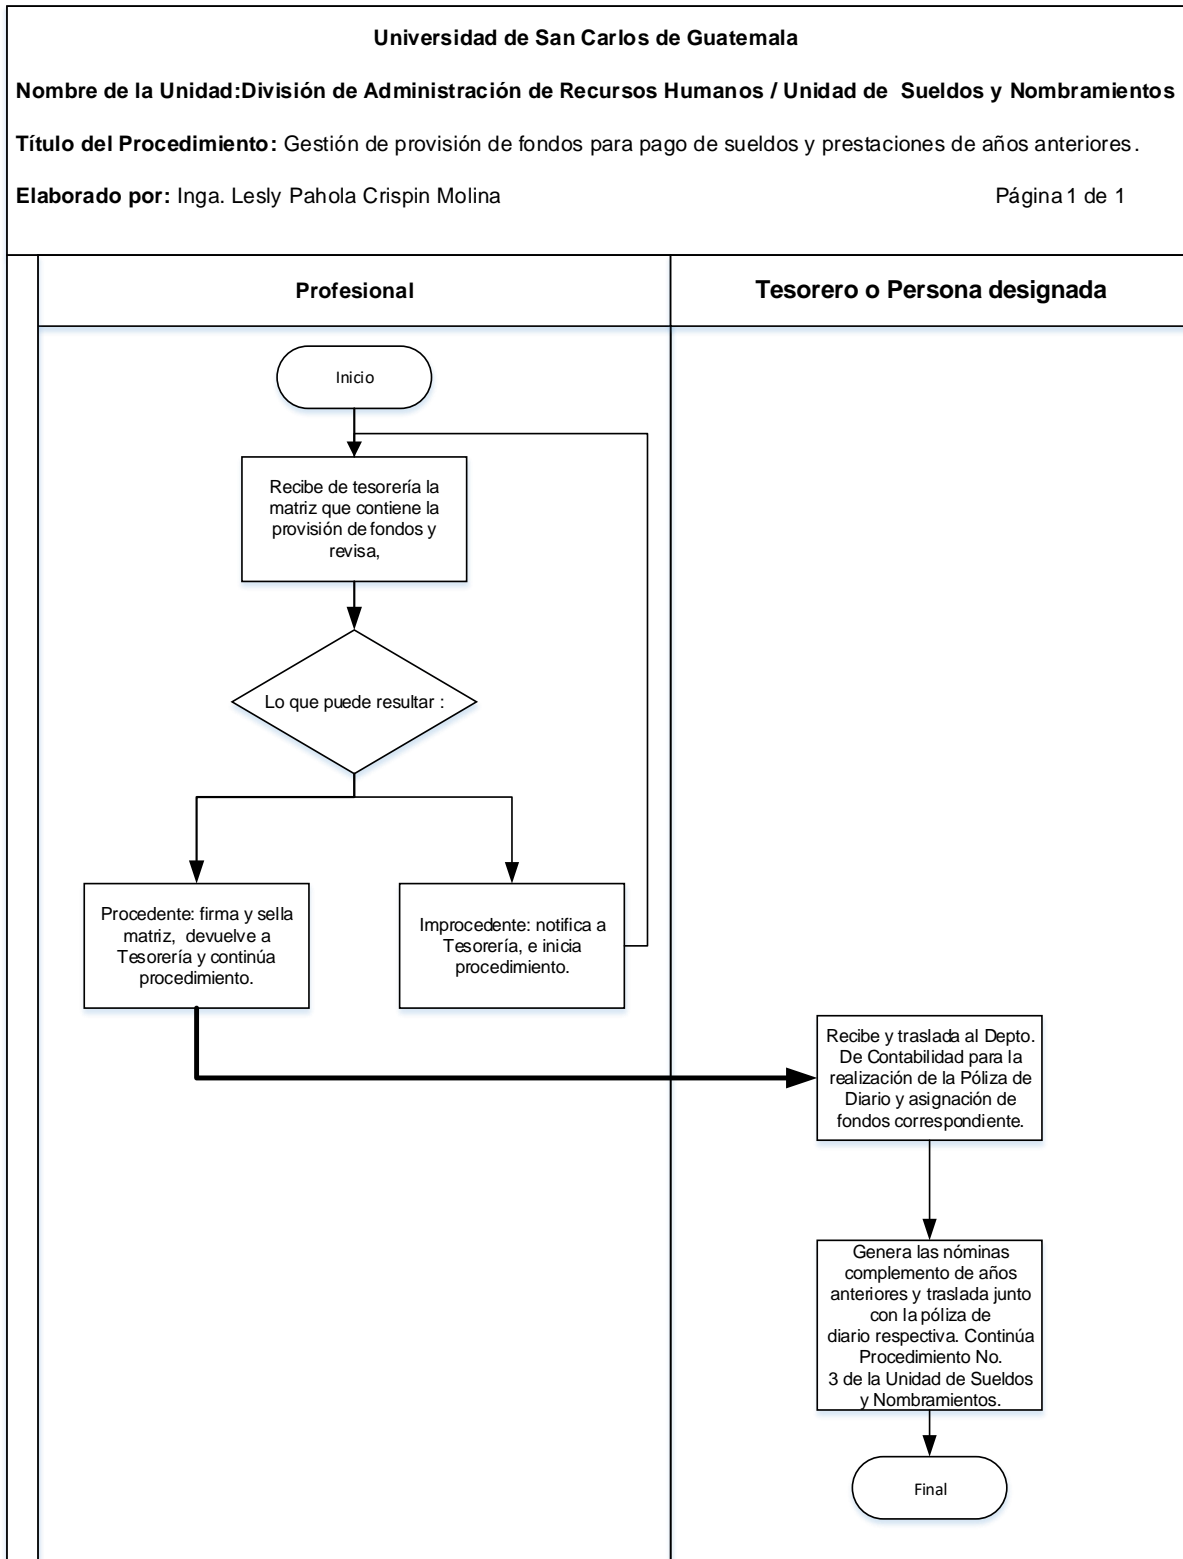 Universidad de San Carlos de Guatemala
Nombre de la Unidad:División de Administración de Recursos Humanos / Unidad de Sueldos y Nombramientos
Título del Procedimiento: Gestión de provisión de fondos para pago de sueldos y prestaciones de años anteriores.
Elaborado por: Inga. Lesly Pahola Crispin Molina Página 1 de 1
Profesional
Tesorero o Persona designada
Inicio
Recibe de tesorería la
matriz que contiene la
provisión de fondos y
revisa,
Lo que puede resultar :
Procedente: firma y sella
matriz, devuelve a
Tesorería y continúa
procedimiento.
Improcedente: notifica a
Tesorería, e inicia
procedimiento.
Recibe y traslada al Depto.
De Contabilidad para la
realización de la Póliza de
Diario y asignación de
fondos correspondiente.
Genera las nóminas
complemento de años
anteriores y traslada junto
con la póliza de
diario respectiva. Continúa
Procedimiento No.
3 de la Unidad de Sueldos
y Nombramientos.
Final